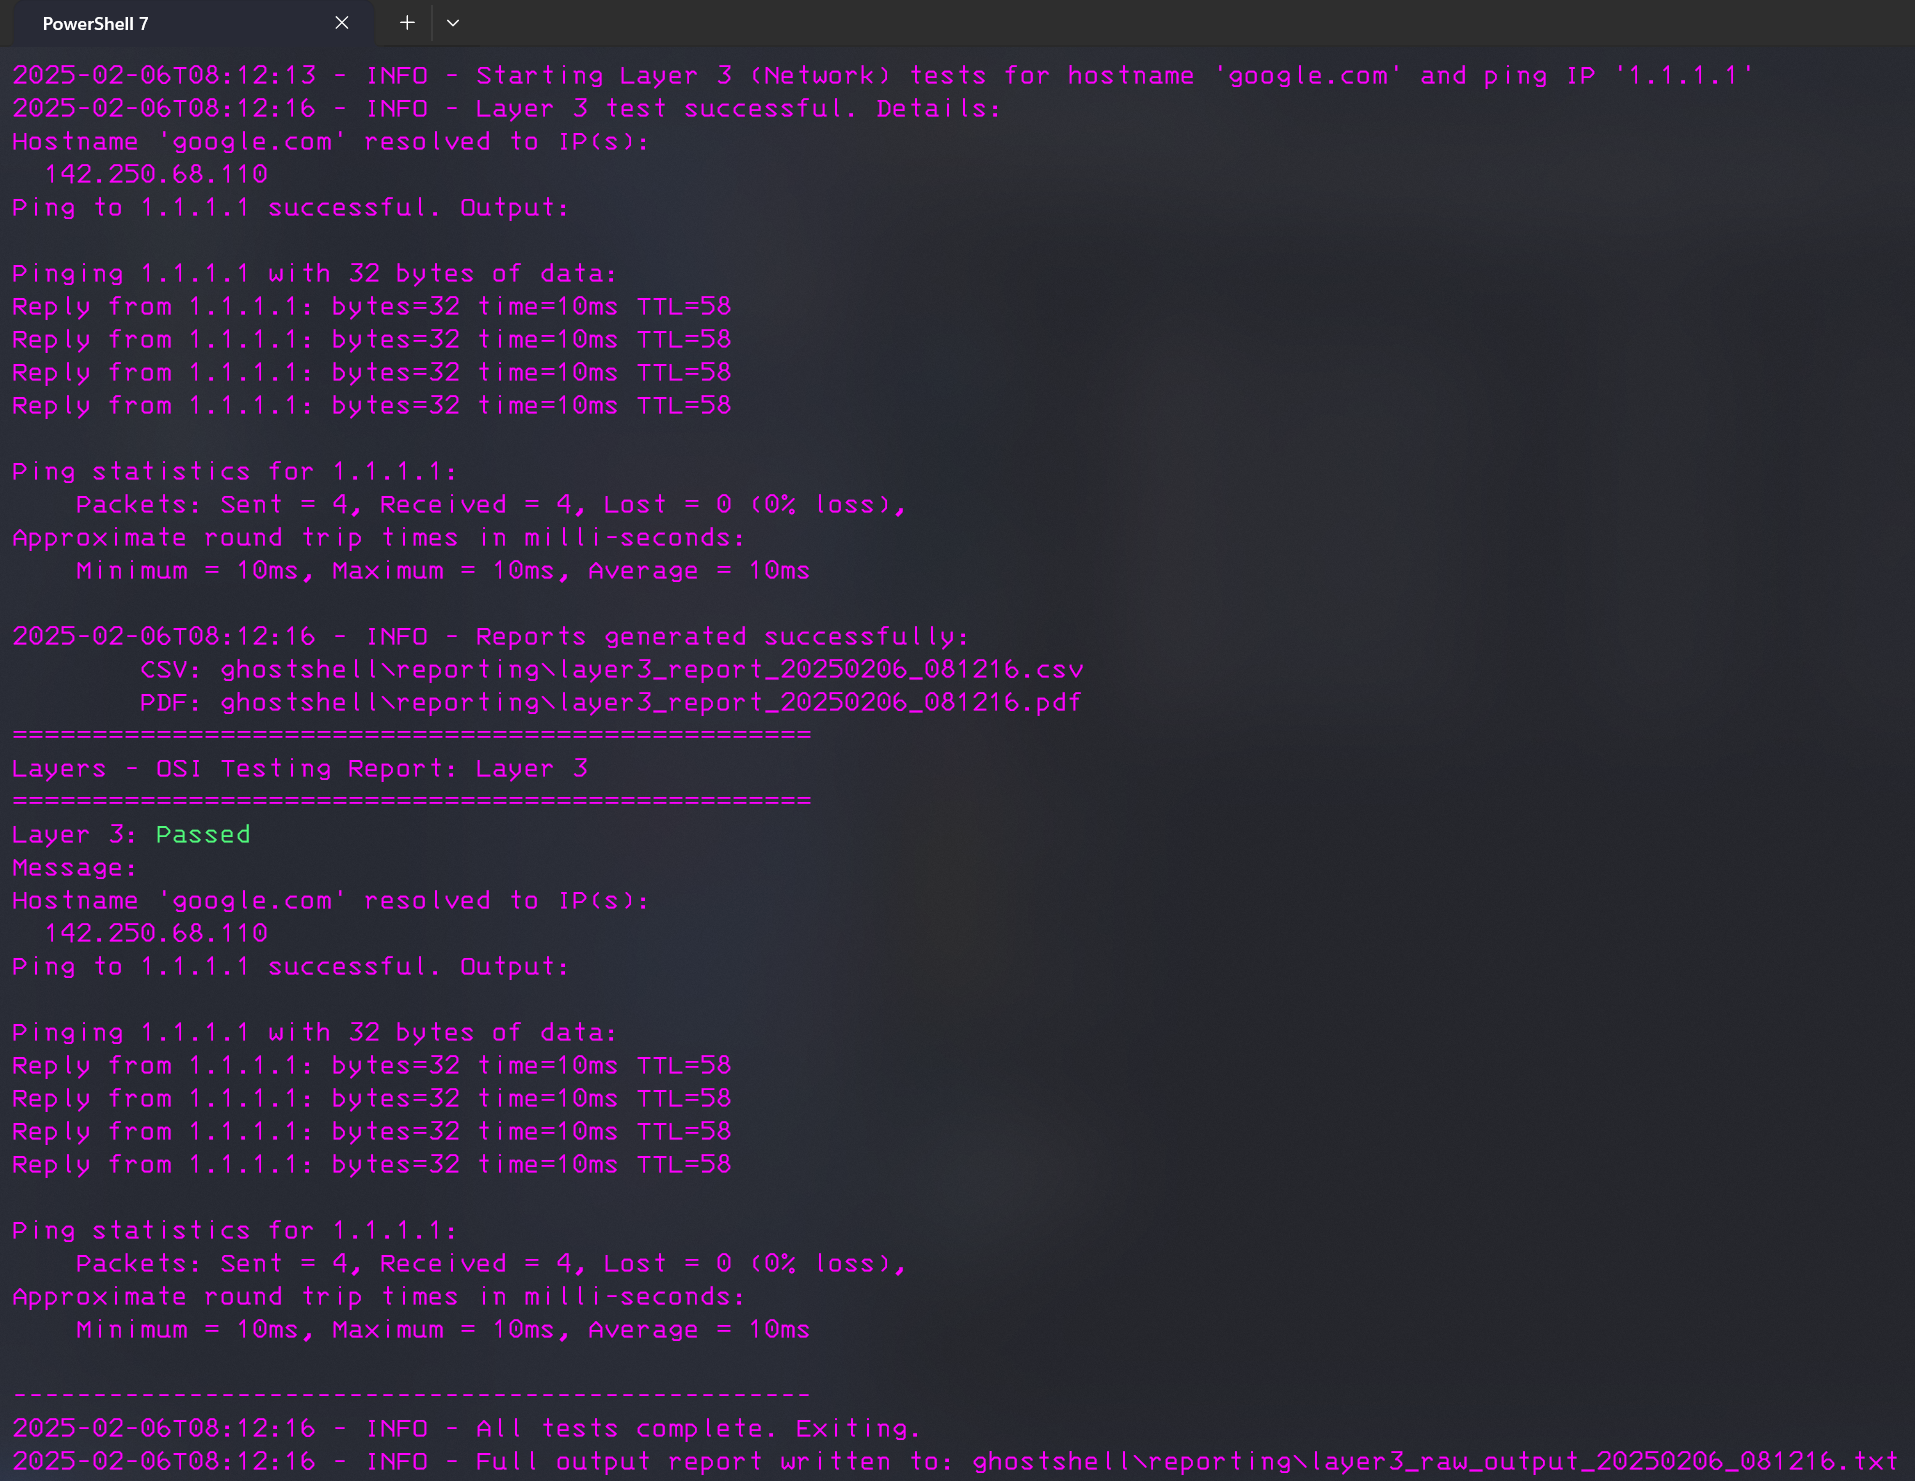 PowerShell 7
2025-02-06T08:12:13 - INFO - Starting Layer 3 (Network) tests for hostname 'google.com' and ping IP '1.1.1.1'
2025-02-06T08:12:16 - INFO - Layer 3 test successful. Details:
Hostname 'google.com' resolved to IP(s):
  142.250.68.110
Ping to 1.1.1.1 successful. Output:

Pinging 1.1.1.1 with 32 bytes of data:
Reply from 1.1.1.1: bytes=32 time=10ms TTL=58
Reply from 1.1.1.1: bytes=32 time=10ms TTL=58
Reply from 1.1.1.1: bytes=32 time=10ms TTL=58
Reply from 1.1.1.1: bytes=32 time=10ms TTL=58

Ping statistics for 1.1.1.1:
    Packets: Sent = 4, Received = 4, Lost = 0 (0% loss),
Approximate round trip times in milli-seconds:
    Minimum = 10ms, Maximum = 10ms, Average = 10ms

2025-02-06T08:12:16 - INFO - Reports generated successfully:
        CSV: ghostshell\reporting\layer3_report_20250206_081216.csv
        PDF: ghostshell\reporting\layer3_report_20250206_081216.pdf
==================================================
Layers - OSI Testing Report: Layer 3
==================================================
Layer 3: Passed
Message:
Hostname 'google.com' resolved to IP(s):
  142.250.68.110
Ping to 1.1.1.1 successful. Output:

Pinging 1.1.1.1 with 32 bytes of data:
Reply from 1.1.1.1: bytes=32 time=10ms TTL=58
Reply from 1.1.1.1: bytes=32 time=10ms TTL=58
Reply from 1.1.1.1: bytes=32 time=10ms TTL=58
Reply from 1.1.1.1: bytes=32 time=10ms TTL=58

Ping statistics for 1.1.1.1:
    Packets: Sent = 4, Received = 4, Lost = 0 (0% loss),
Approximate round trip times in milli-seconds:
    Minimum = 10ms, Maximum = 10ms, Average = 10ms

--------------------------------------------------
2025-02-06T08:12:16 - INFO - All tests complete. Exiting.
2025-02-06T08:12:16 - INFO - Full output report written to: ghostshell\reporting\layer3_raw_output_20250206_081216.txt